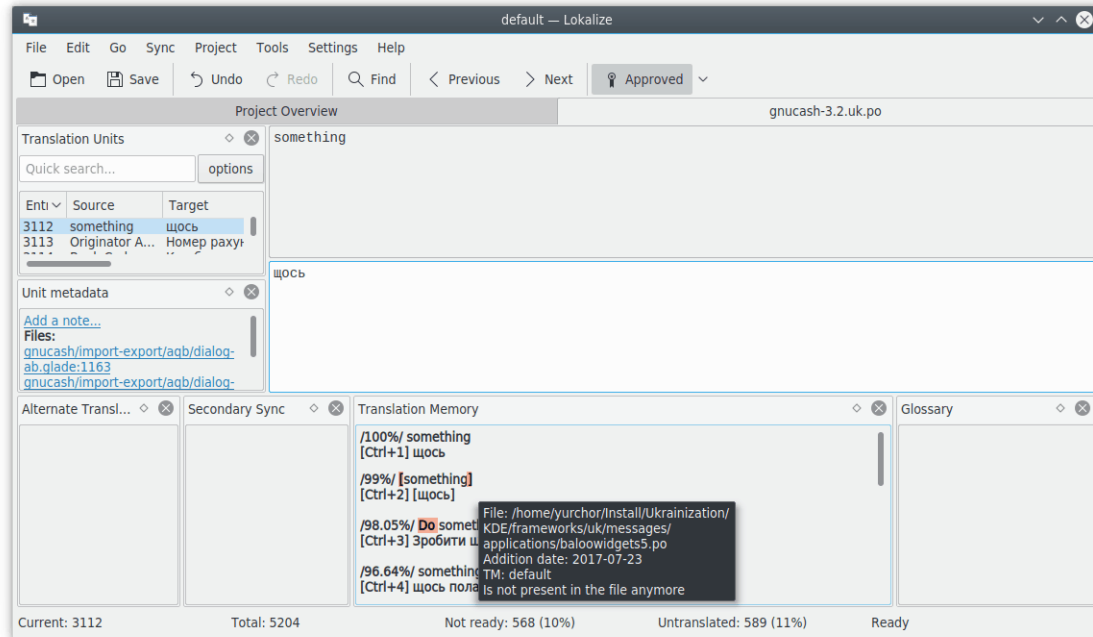 default — Lokalize
File Edit Go Sync Project Tools Settings Help
Open Save Undo Redo Find Previous Next Approved
Project Overview
gnucash-3.2.uk.po
Translation Units
Quick search...
options
Source Target
3112 something щось
3113 Originator A... Номер рахун
Unit metadata
Add a note...
Files:
gnucash/import-export/aqb/dialog-
ab.glade:1163
gnucash/import-export/aqb/dialog-
something
щось
Alternate Transl...
Secondary Sync
Translation Memory
/100%/ something
[Ctrl+1] щось
/99%/ [something]
[Ctrl+2] [щось]
/98.05%/ Do
[Ctrl+3] Зробити
/96.64%/ something
[Ctrl+4] щось
File: /home/yurchor/Install/Ukrainization/
KDE/frameworks/uk/messages/
applications/baloowidgets5.po
Addition date: 2017-07-23
TM: default
Is not present in the file anymore
Glossary
Current: 3112
Total: 5204
Not ready: 568 (10%)
Untranslated: 589 (11%)
Ready